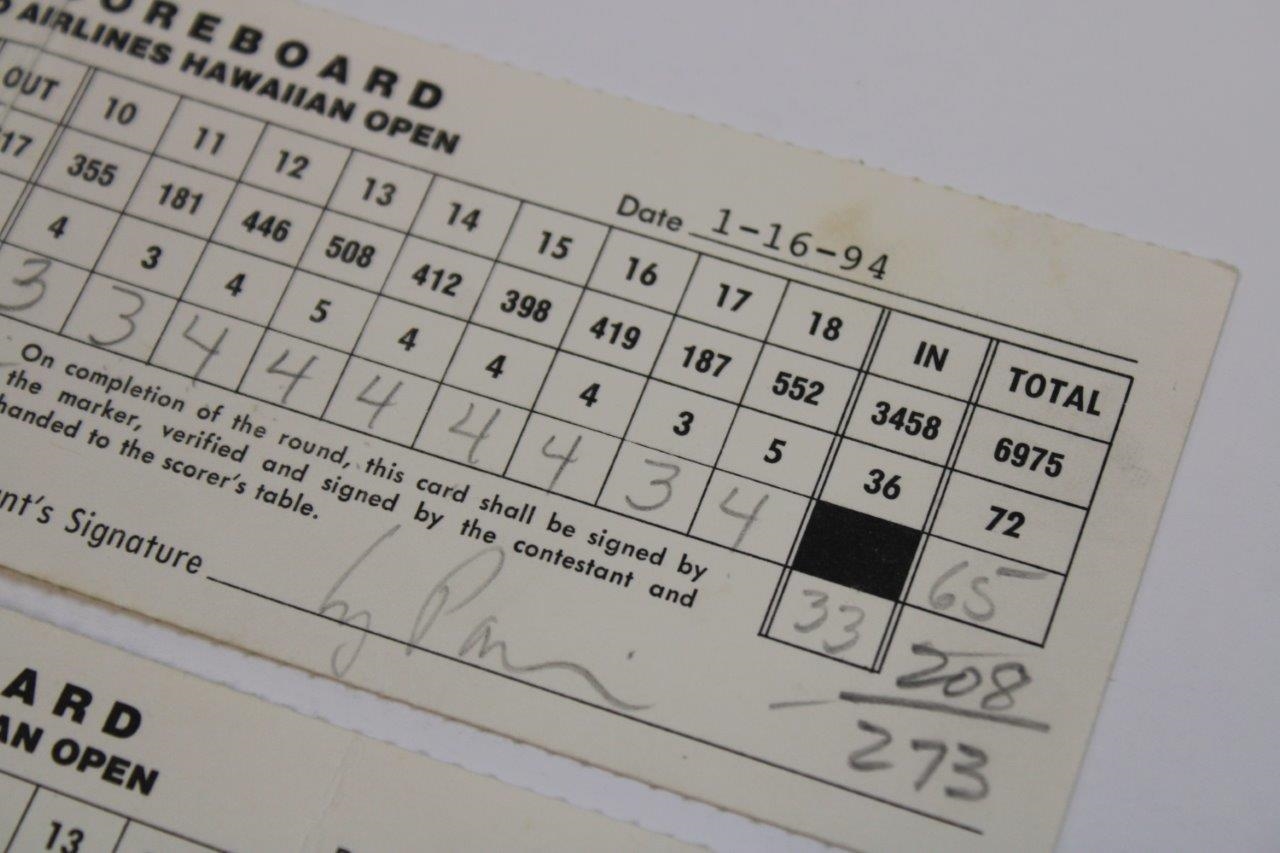 OREBOARD
AIRLINES HAWAIIAN OPEN
Date 1-16-94
OUT 10 11 12 13 14 15 16 17 18 IN TOTAL
17 355 181 446 508 412 398 419 187 552 3458 6975
4 3 4 5 4 4 4 3 5 36 72
3 3 4 4 4 4 4 3 4 65
33
208
273
On completion of the round, this card shall be signed by
the marker, verified and signed by the contestant and
handed to the scorer's table.
nt's Signature
ARD
AN OPEN
13